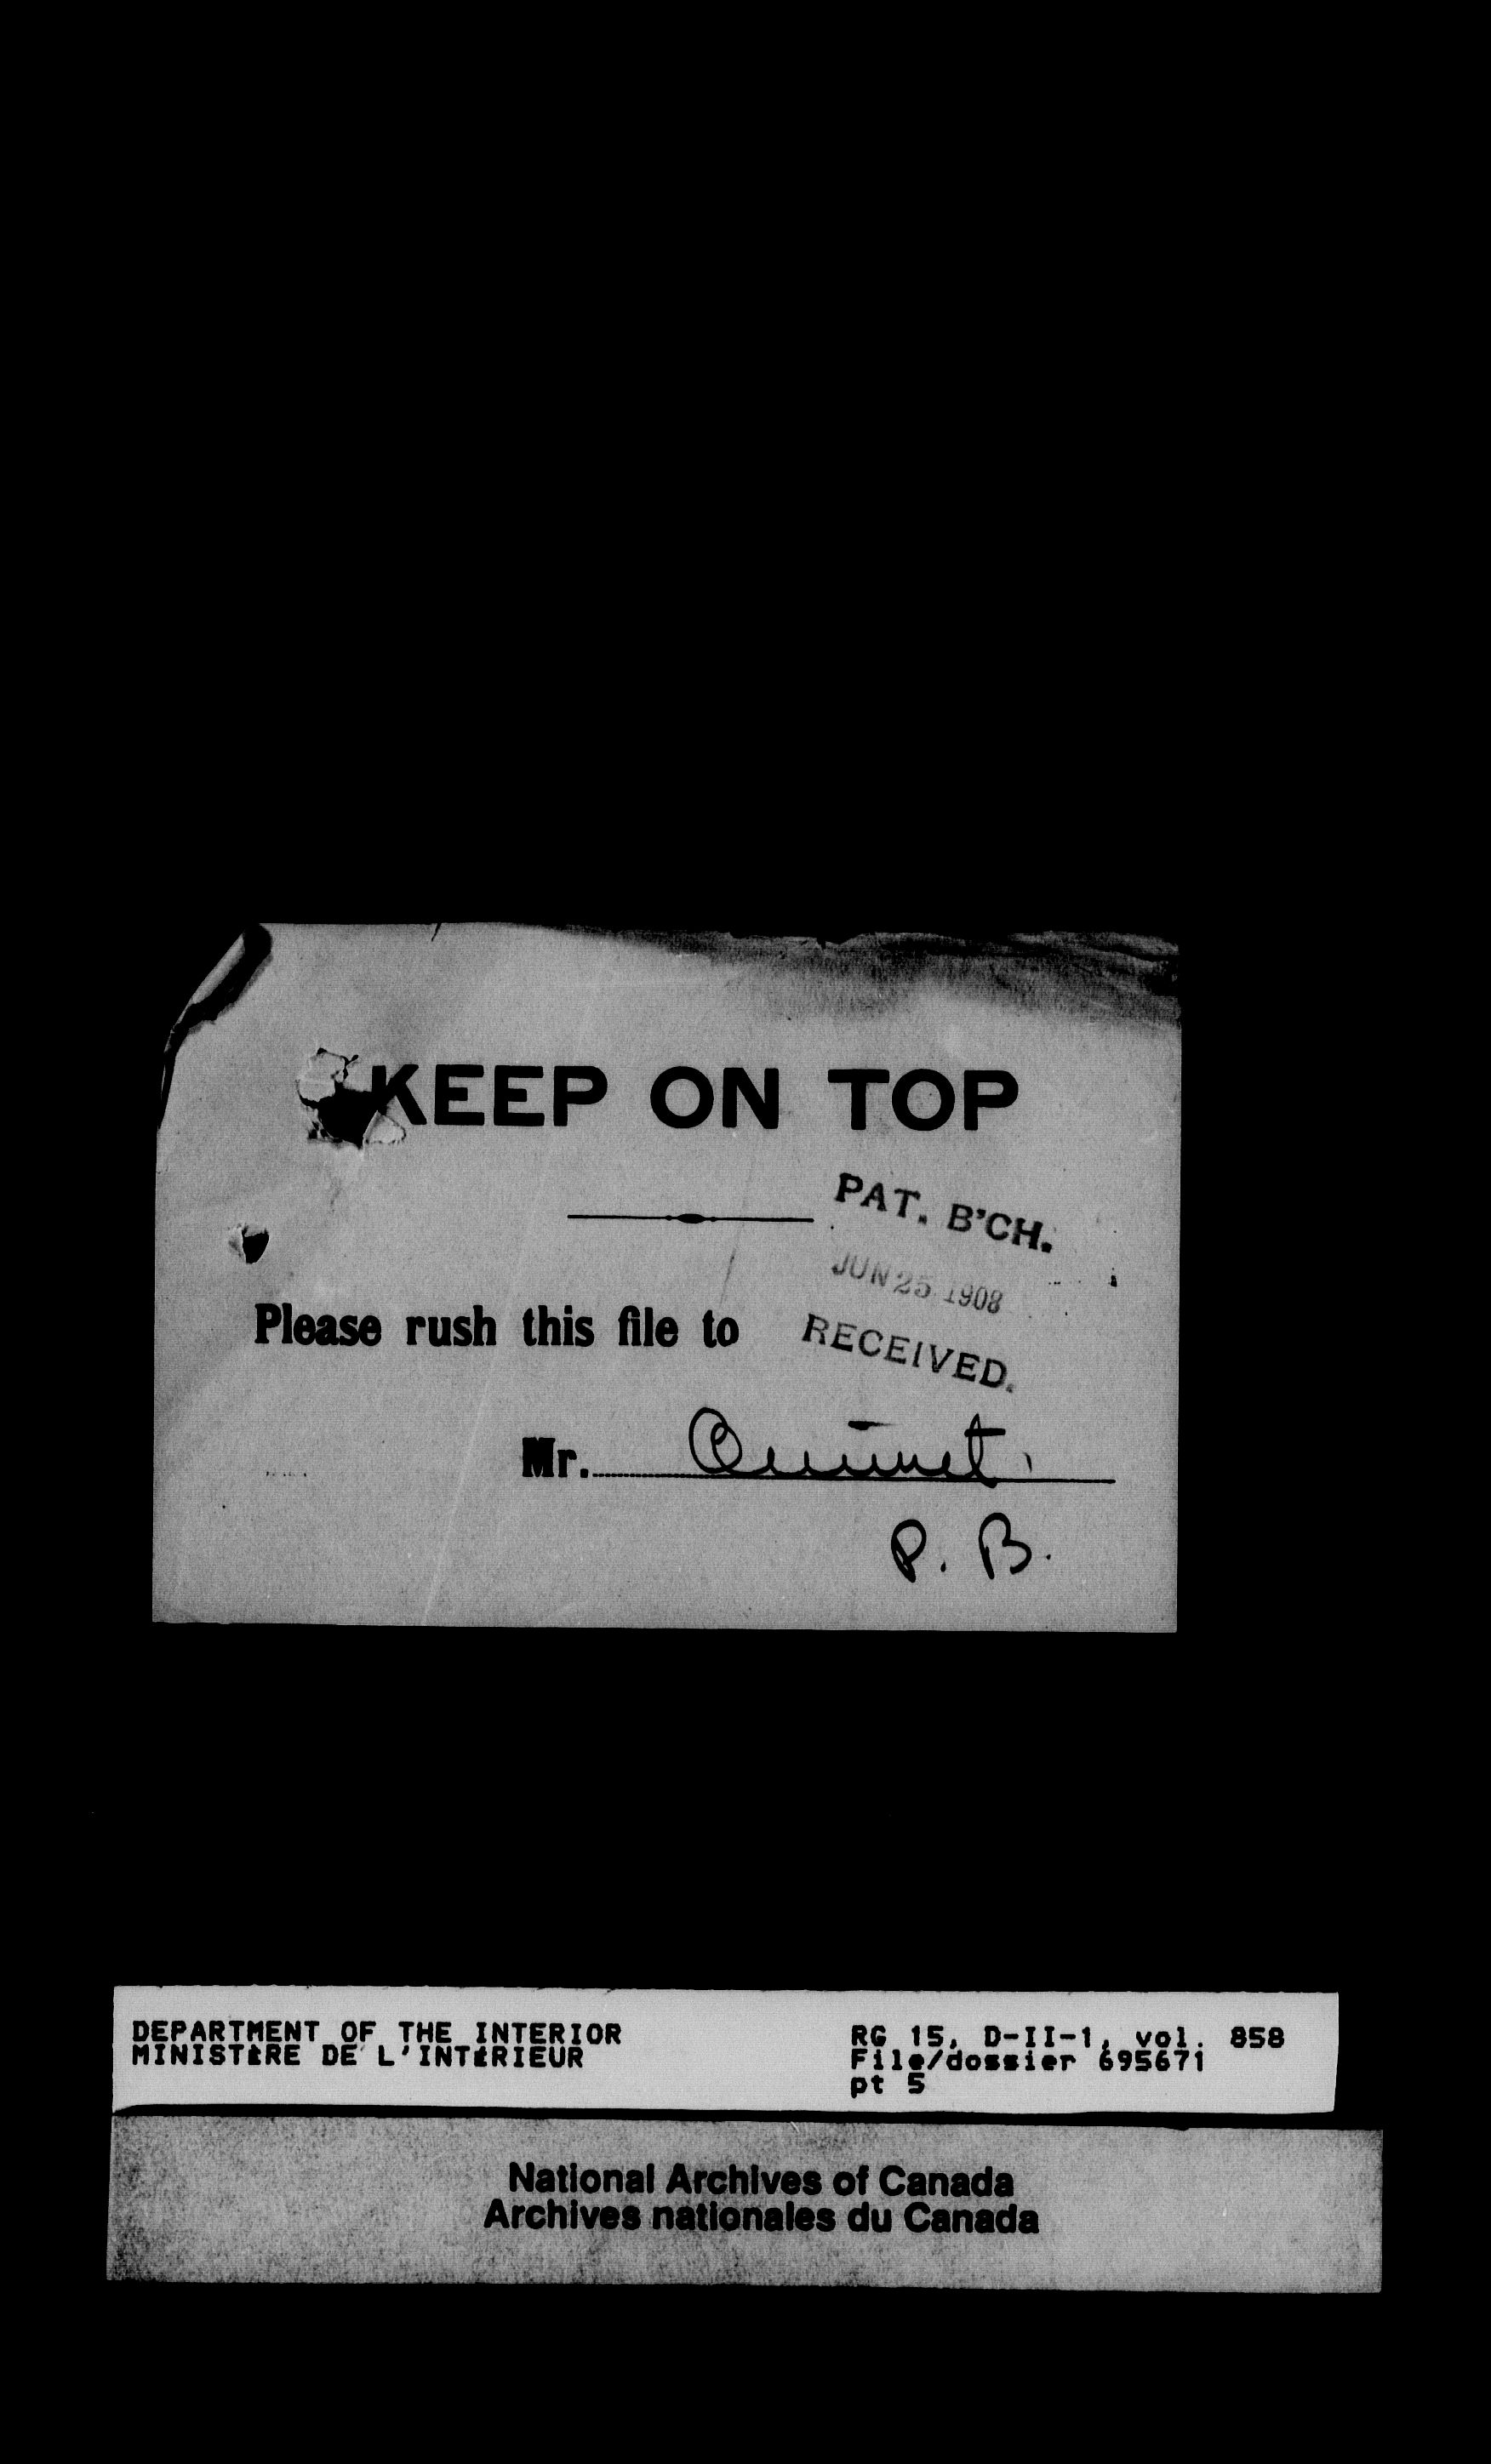 KEEP ON TOP
PAT. B'CH.
JUN 25 1908
RECEIVED.
Please rush this file to
Mr. Ouimet
P. B.
DEPARTMENT OF THE INTERIOR
MINISTÈRE DE L'INTÉRIEUR
RG 15, D-II-1, vol. 858
File/dossier 695671
pt 5
National Archives of Canada
Archives nationales du Canada